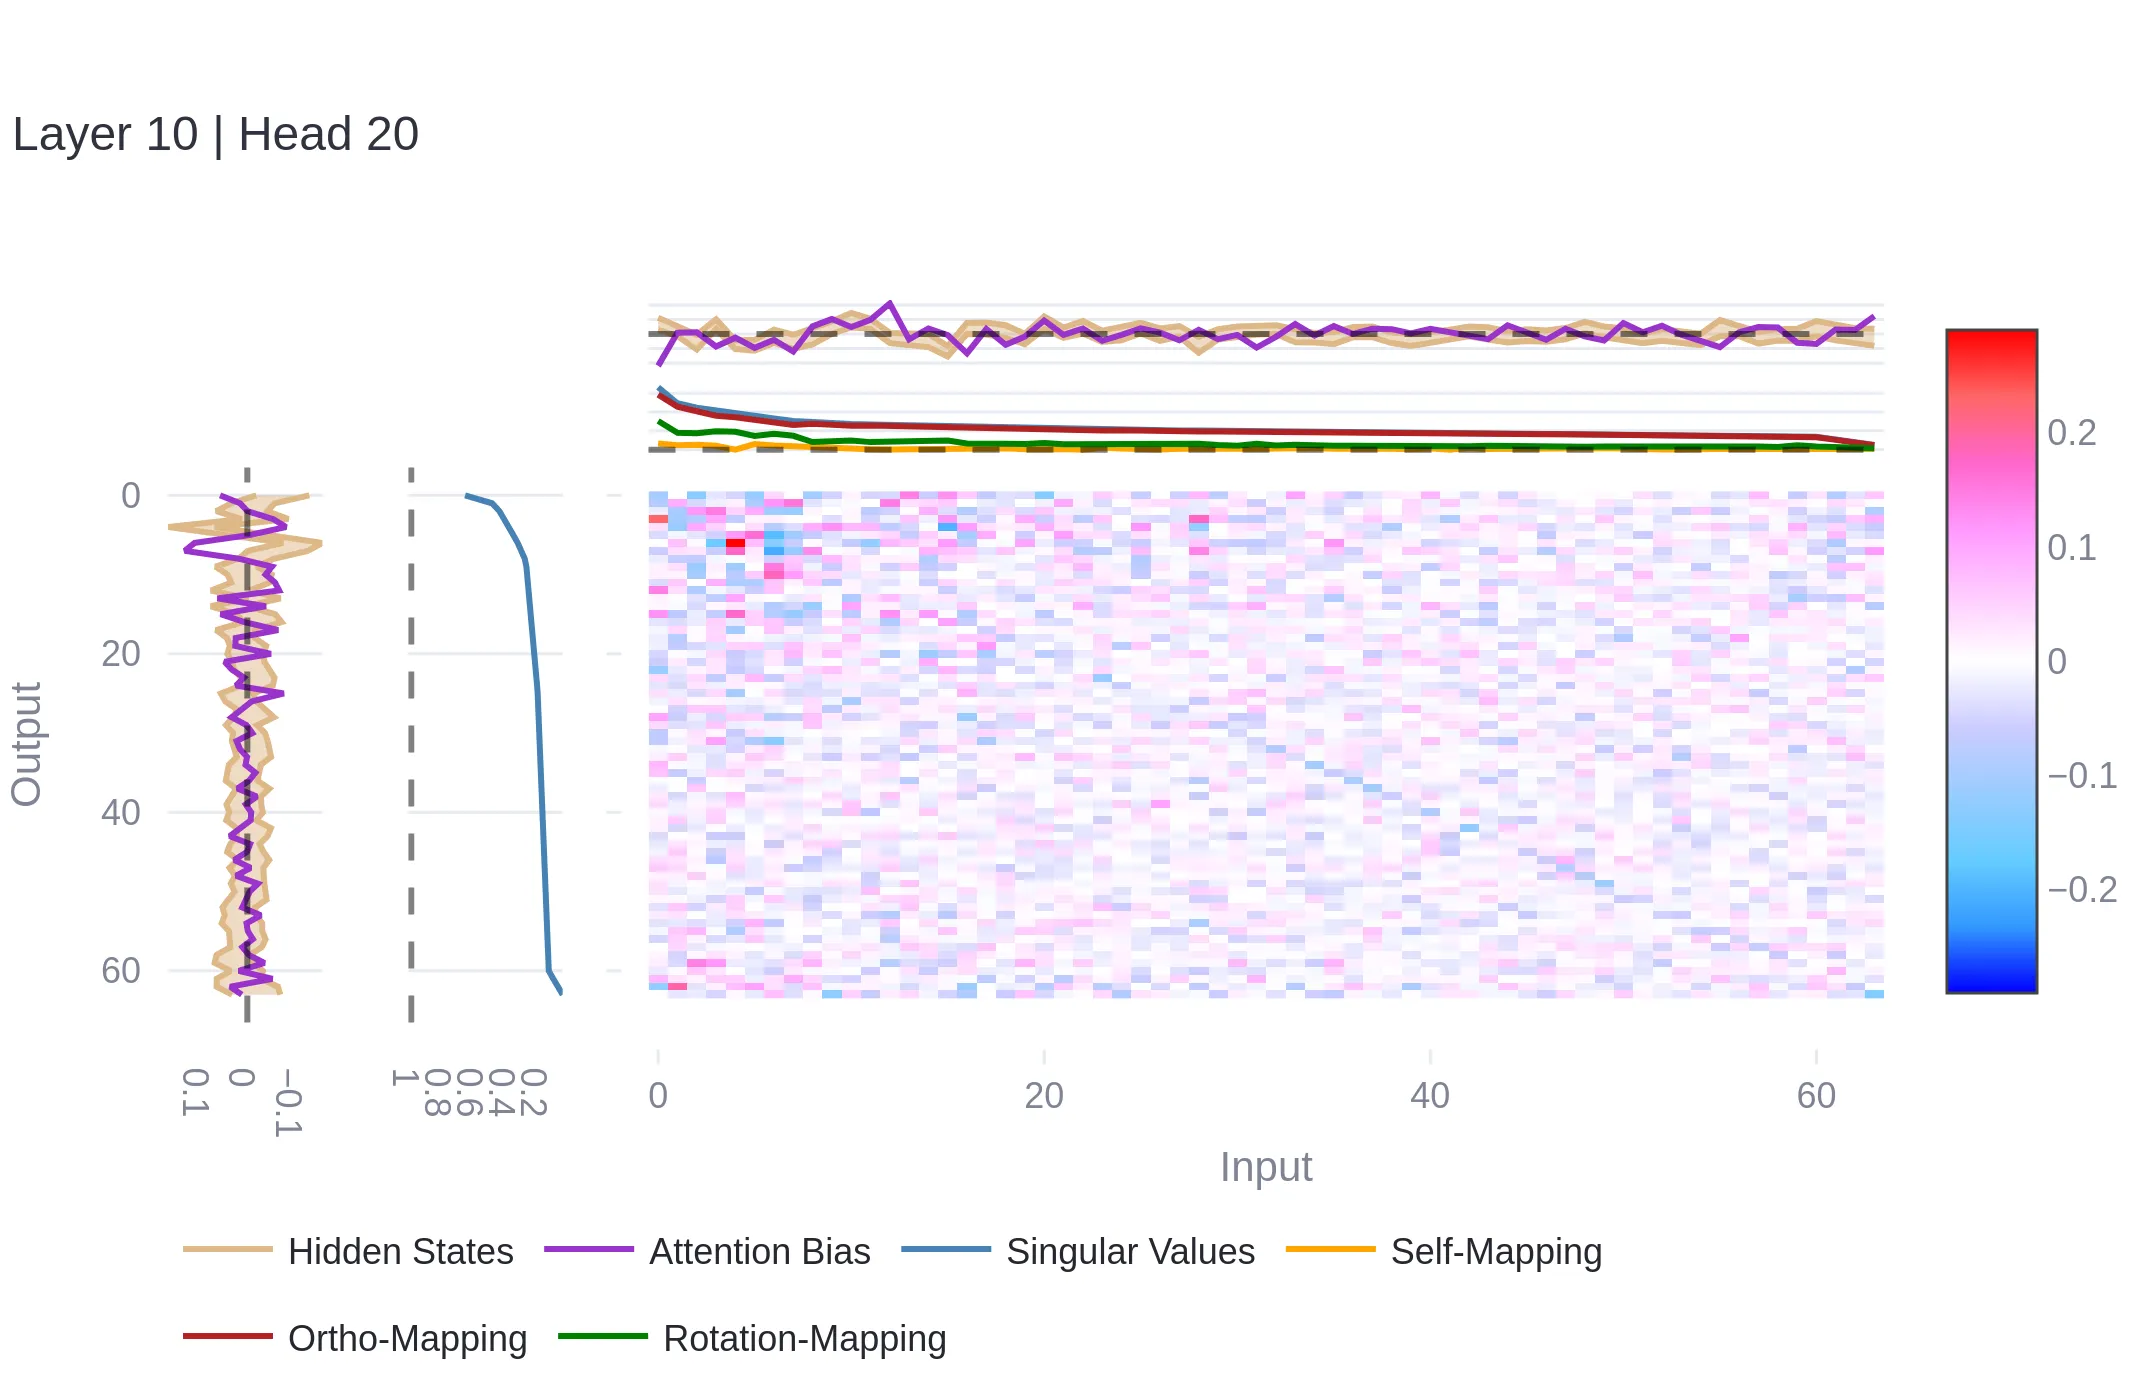 Layer 10 | Head 20
0
20
40
60
Output
0.1
0
−0.1
1
0.8
0.6
0.4
0.2
0
20
40
60
Input
0.2
0.1
0
−0.1
−0.2
Hidden States
Attention Bias
Singular Values
Self-Mapping
Ortho-Mapping
Rotation-Mapping